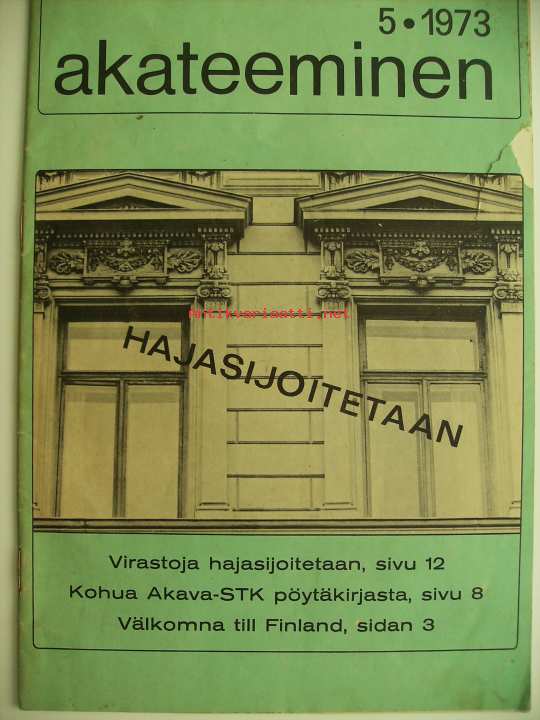 5 • 1973
akateeminen
Antikvariaatti.net
HAJASIJOITETAAN
Virastoja hajasijoitetaan, sivu 12
Kohua Akava-STK pöytäkirjasta, sivu 8
Välkomna till Finland, sidan 3